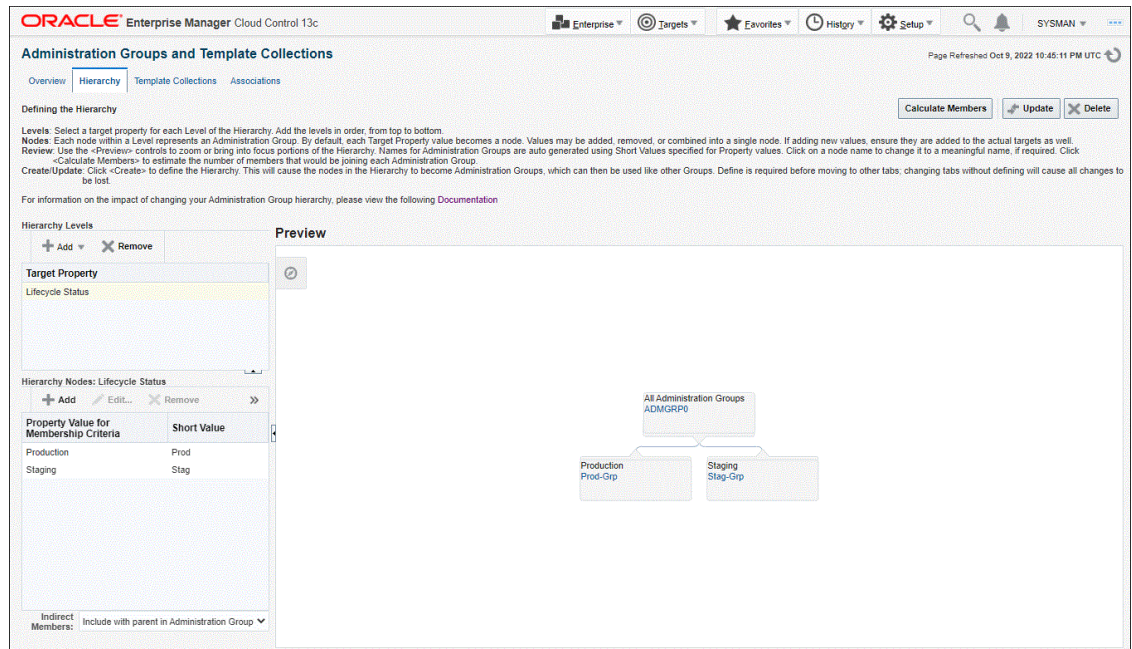 ORACLE Enterprise Manager Cloud Control 13c
Enterprise Targets Favorites History Setup SYSMAN
Administration Groups and Template Collections
Page Refreshed Oct 9, 2022 10:45:11 PM UTC
Overview Hierarchy Template Collections Associations
Defining the Hierarchy
Calculate Members Update Delete
Levels: Select a target property for each Level of the Hierarchy. Add the levels in order, from top to bottom.
Nodes: Each node within a Level represents an Administration Group. By default, each Target Property value becomes a node. Values may be added, removed, or combined into a single node. If adding new values, ensure they are added to the actual targets as well.
Review: Use the <Preview> controls to zoom or bring into focus portions of the Hierarchy. Names for Administration Groups are auto generated using Short Values specified for Property values. Click on a node name to change it to a meaningful name, if required. Click
<Calculate Members> to estimate the number of members that would be joining each Administration Group.
Create/Update: Click <Create> to define the Hierarchy. This will cause the nodes in the Hierarchy to become Administration Groups, which can then be used like other Groups. Define is required before moving to other tabs; changing tabs without defining will cause all changes to
be lost.
For information on the impact of changing your Administration Group hierarchy, please view the following Documentation
Hierarchy Levels
Add Remove
Target Property
Lifecycle Status
Hierarchy Nodes: Lifecycle Status
Add Edit... Remove »
Property Value for
Membership Criteria
Short Value
Production Prod
Staging Stag
Indirect
Members:
Include with parent in Administration Group
Preview
All Administration Groups
ADMGRP0
Production
Prod-Grp
Staging
Stag-Grp